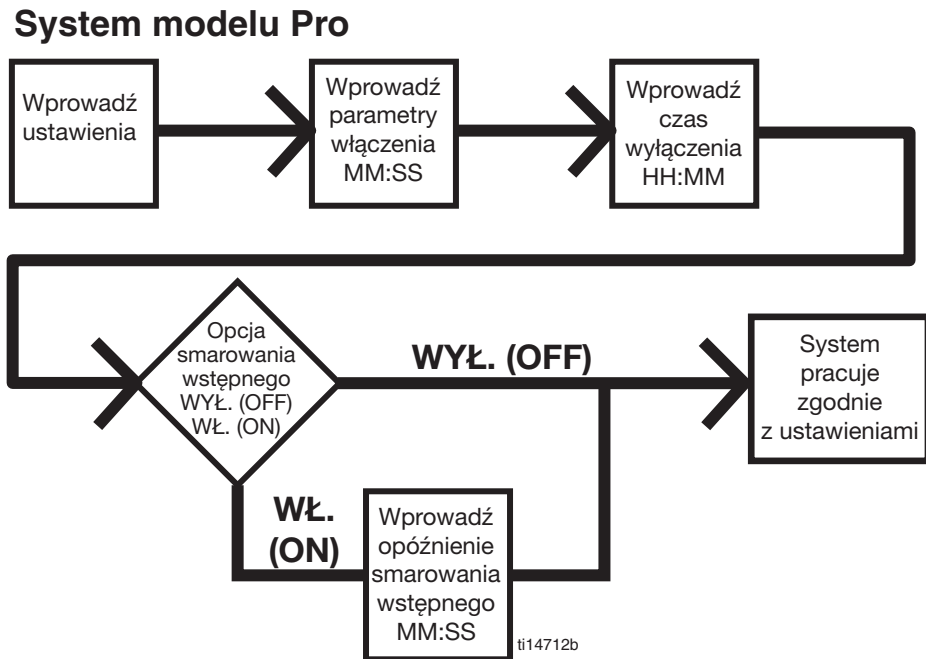 System modelu Pro
Wprowadź
ustawienia
Wprowadź
parametry
włączenia
MM:SS
Wprowadź
czas
wyłączenia
HH:MM
Opcja
smarowania
wstępnego
WYŁ. (OFF)
WŁ. (ON)
WYŁ. (OFF)
System
pracuje
zgodnie
z ustawieniami
WŁ.
(ON)
Wprowadź
opóźnienie
smarowania
wstępnego
MM:SS
ti14712b